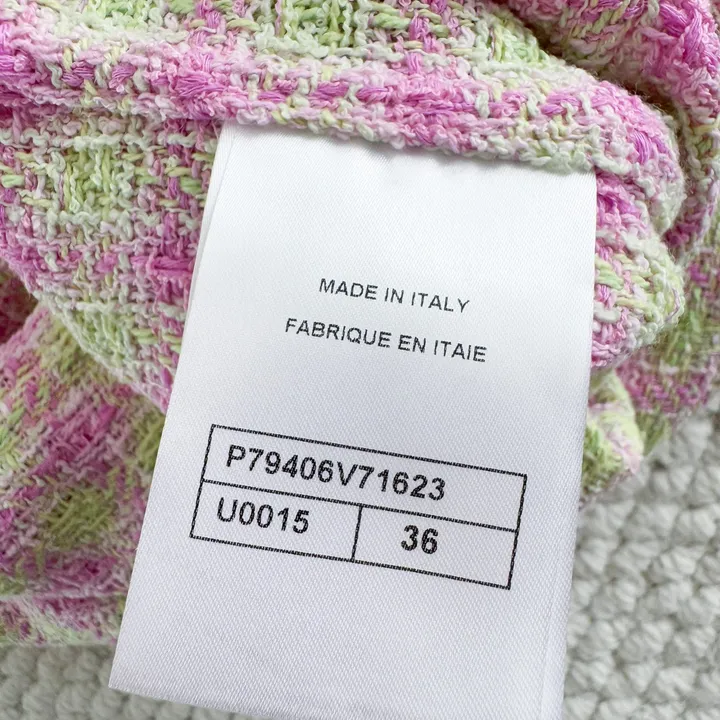 MADE IN ITALY
FABRIQUE EN ITAIE
P79406V71623
U0015 36